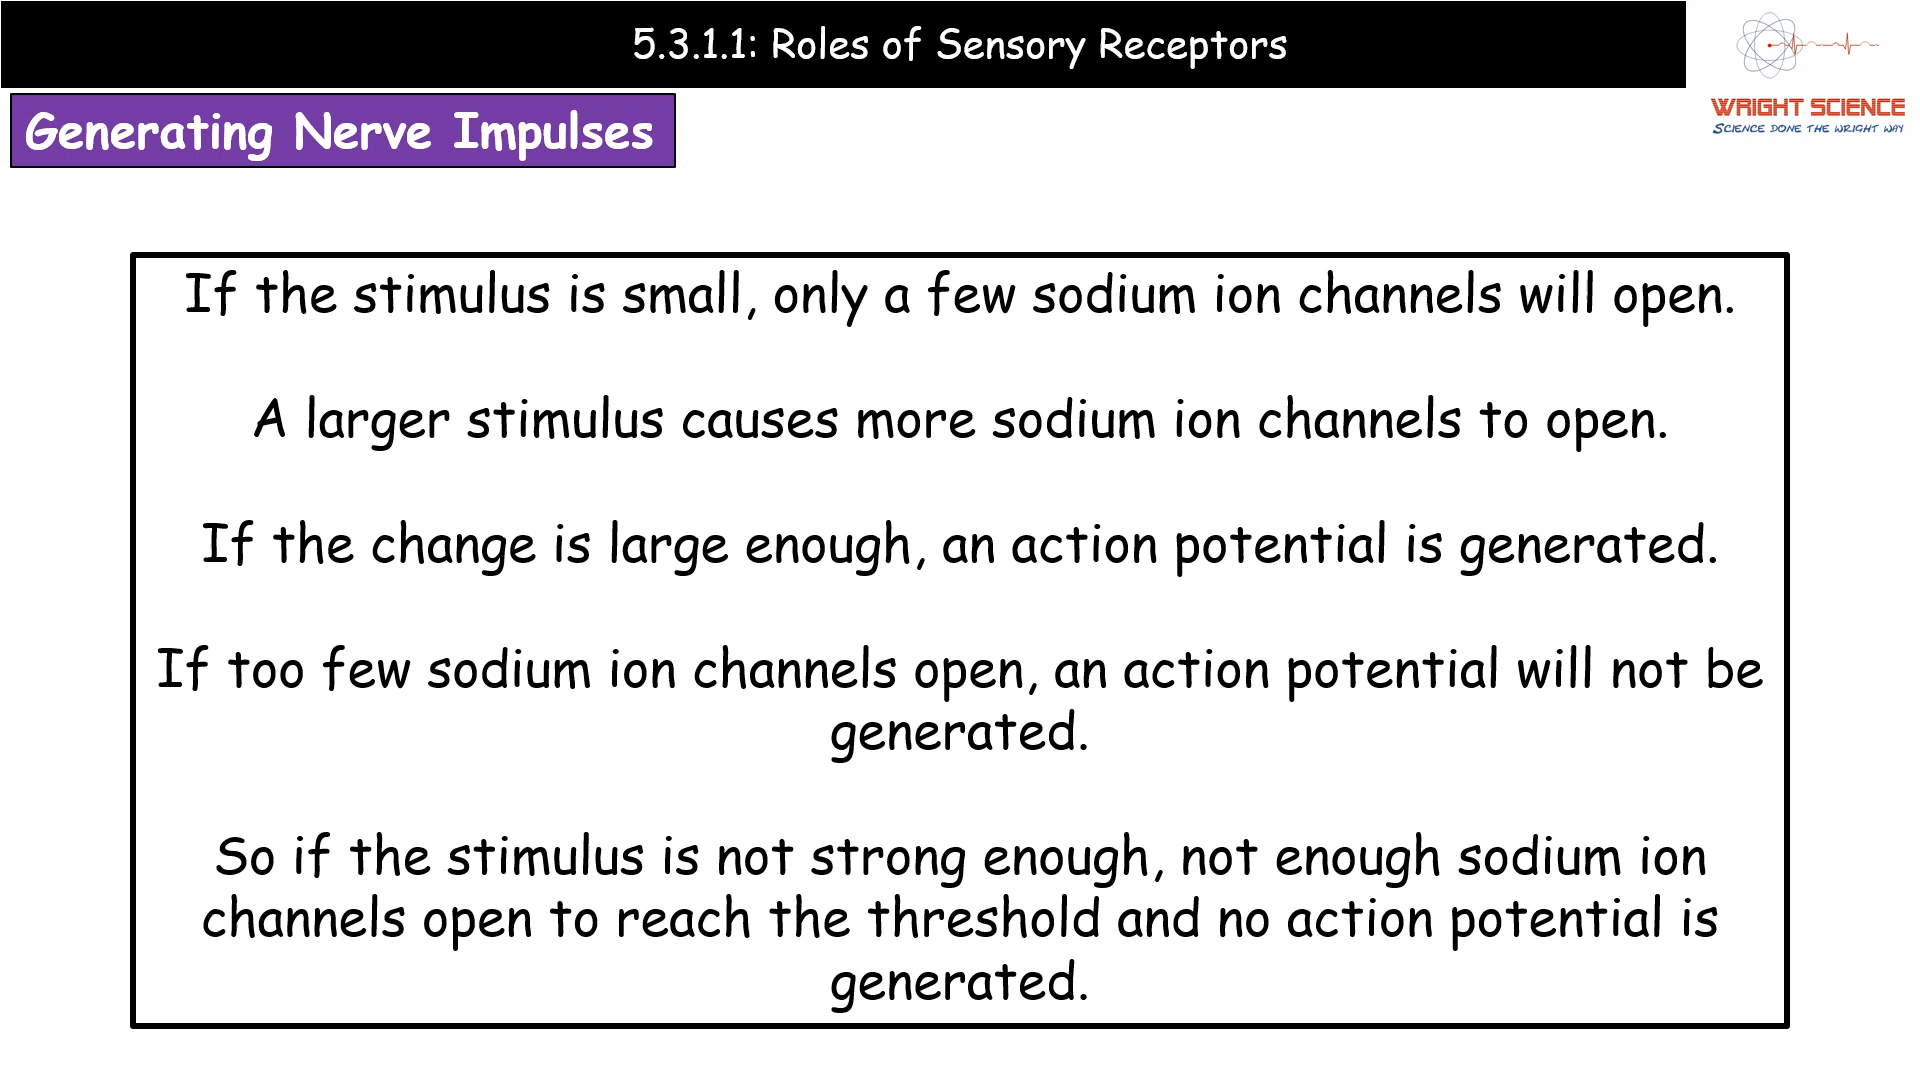 5.3.1.1: Roles of Sensory Receptors
WRIGHT SCIENCE
SCIENCE DONE THE WRIGHT WAY
Generating Nerve Impulses
If the stimulus is small, only a few sodium ion channels will open.
A larger stimulus causes more sodium ion channels to open.
If the change is large enough, an action potential is generated.
If too few sodium ion channels open, an action potential will not be
generated.
So if the stimulus is not strong enough, not enough sodium ion
channels open to reach the threshold and no action potential is
generated.